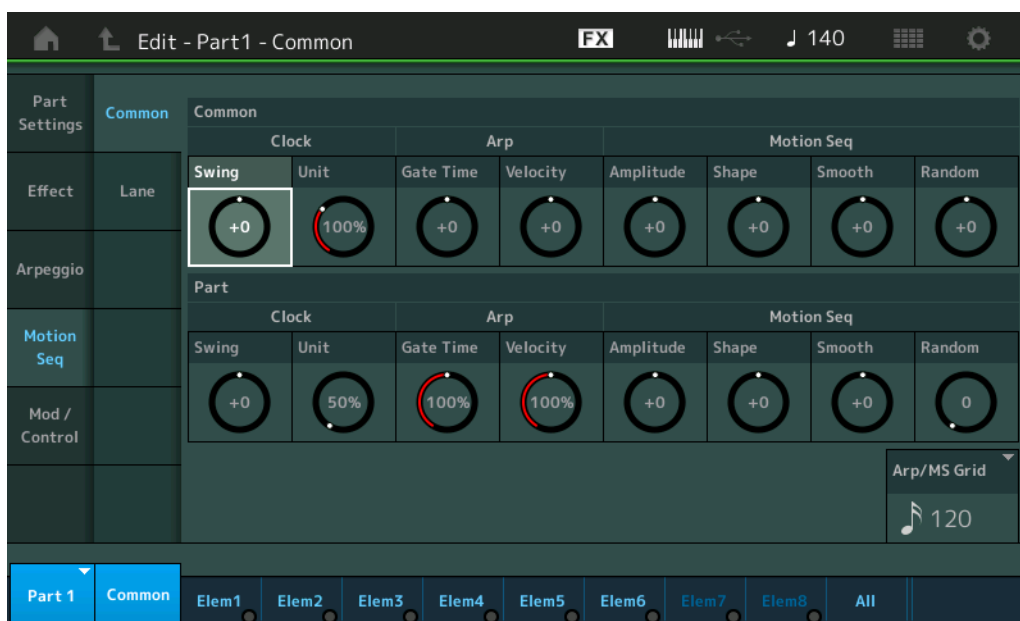 Edit - Part1 - Common FX 140
Part Settings
Effect
Arpeggio
Motion Seq
Mod / Control
Common
Lane
Common
Clock Arp Motion Seq
Swing Unit Gate Time Velocity Amplitude Shape Smooth Random
+0 100% +0 +0 +0 +0 +0 +0
Part
Clock Arp Motion Seq
Swing Unit Gate Time Velocity Amplitude Shape Smooth Random
+0 50% 100% 100% +0 +0 +0 0
Arp/MS Grid
120
Part 1 Common Elem1 Elem2 Elem3 Elem4 Elem5 Elem6 Elem7 Elem8 All